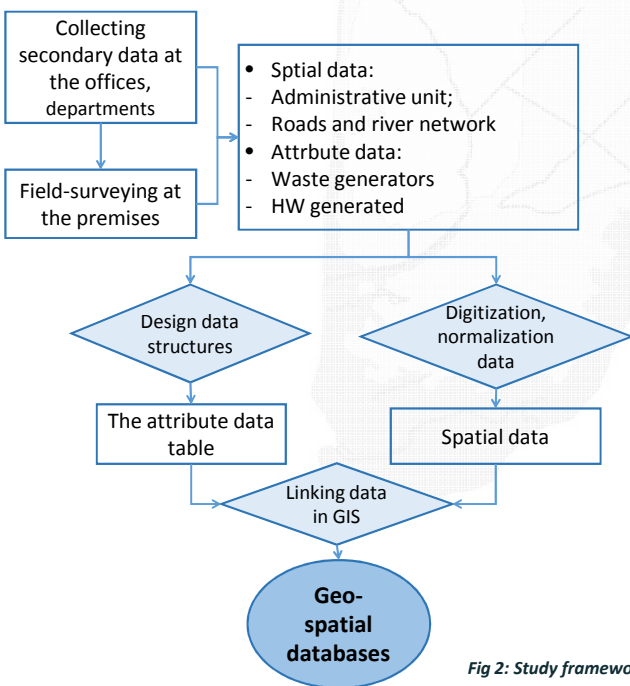 Collecting
secondary data at
the offices,
departments
Field-surveying at
the premises
• Sptial data:
- Administrative unit;
- Roads and river network
• Attrbute data:
- Waste generators
- HW generated
Design data
structures
Digitization,
normalization
data
The attribute data
table
Spatial data
Linking data
in GIS
Geo-
spatial
databases
Fig 2: Study framewo